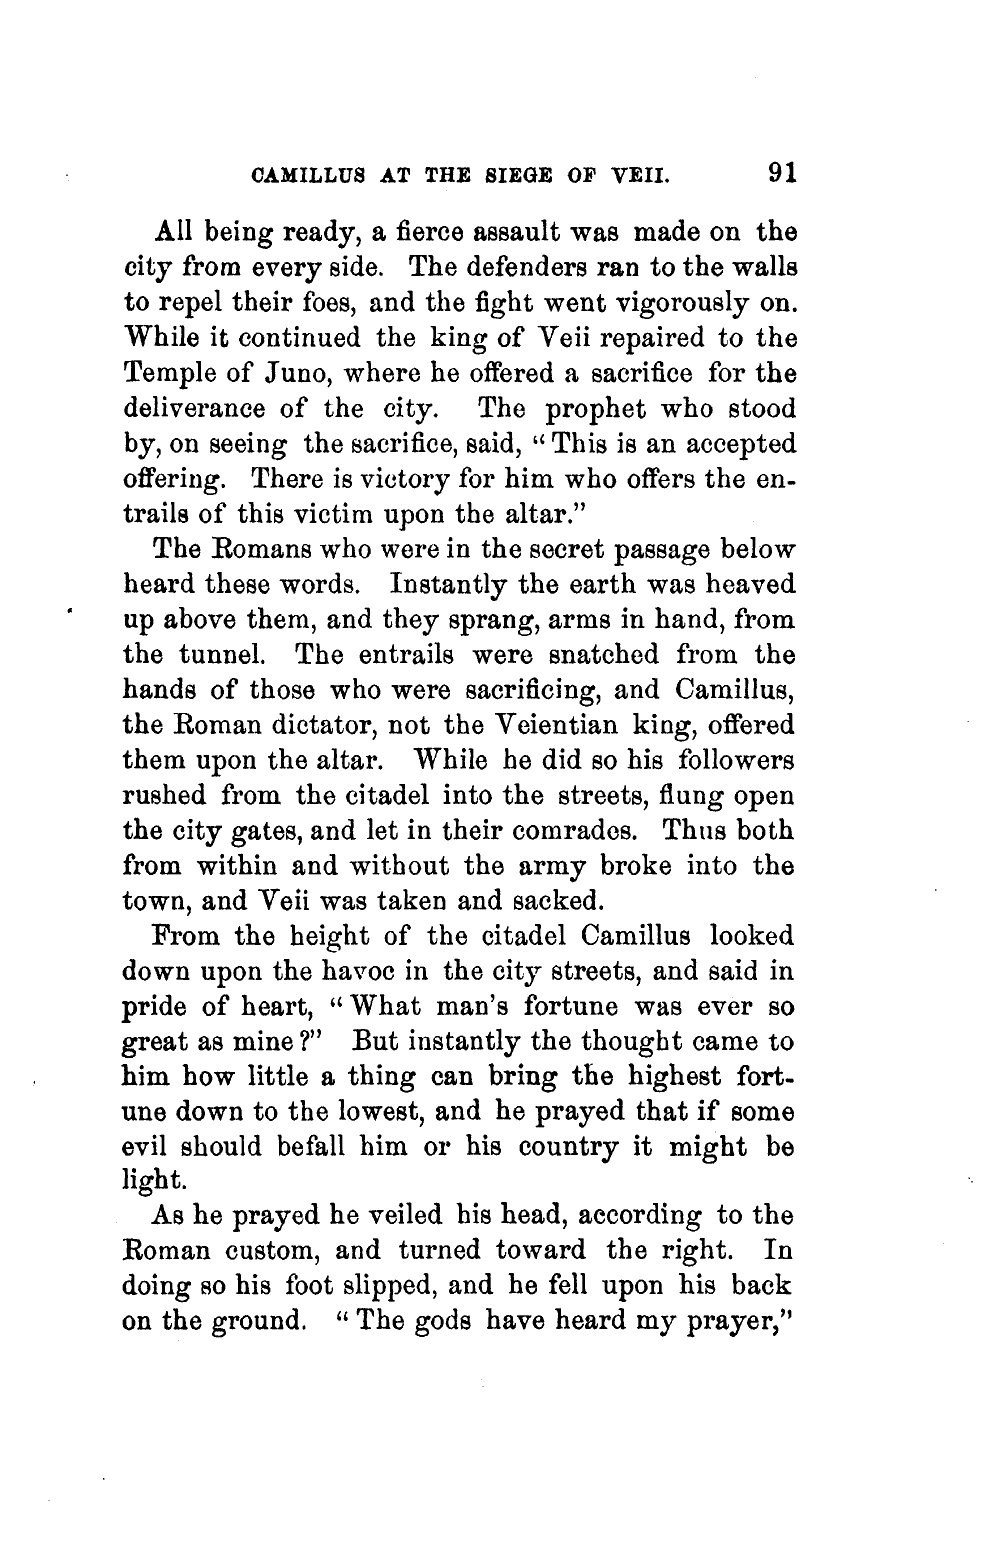 CAMILLUS AT THE SIEGE OF VEII. 91
All being ready, a fierce assault was made on the
city from every side. The defenders ran to the walls
to repel their foes, and the fight went vigorously on.
While it continued the king of Veii repaired to the
Temple of Juno, where he offered a sacrifice for the
deliverance of the city. The prophet who stood
by, on seeing the sacrifice, said, “This is an accepted
offering. There is victory for him who offers the en-
trails of this victim upon the altar.”
The Romans who were in the secret passage below
heard these words. Instantly the earth was heaved
up above them, and they sprang, arms in hand, from
the tunnel. The entrails were snatched from the
hands of those who were sacrificing, and Camillus,
the Roman dictator, not the Veientian king, offered
them upon the altar. While he did so his followers
rushed from the citadel into the streets, flung open
the city gates, and let in their comrades. Thus both
from within and without the army broke into the
town, and Veii was taken and sacked.
From the height of the citadel Camillus looked
down upon the havoc in the city streets, and said in
pride of heart, “What man’s fortune was ever so
great as mine?” But instantly the thought came to
him how little a thing can bring the highest fort-
une down to the lowest, and he prayed that if some
evil should befall him or his country it might be
light.
As he prayed he veiled his head, according to the
Roman custom, and turned toward the right. In
doing so his foot slipped, and he fell upon his back
on the ground. “The gods have heard my prayer,”